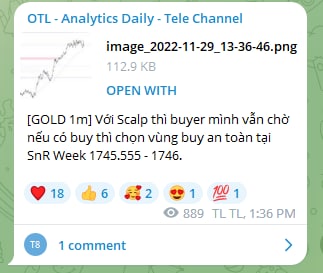 OTL - Analytics Daily - Tele Channel
image_2022-11-29_13-36-46.png
112.9 KB
OPEN WITH
[GOLD 1m] Với Scalp thì buyer mình vẫn chờ
nếu có buy thì chọn vùng buy an toàn tại
SnR Week 1745.555 - 1746.
18 6 2 1 1
889 TL TL, 1:36 PM
T8 1 comment